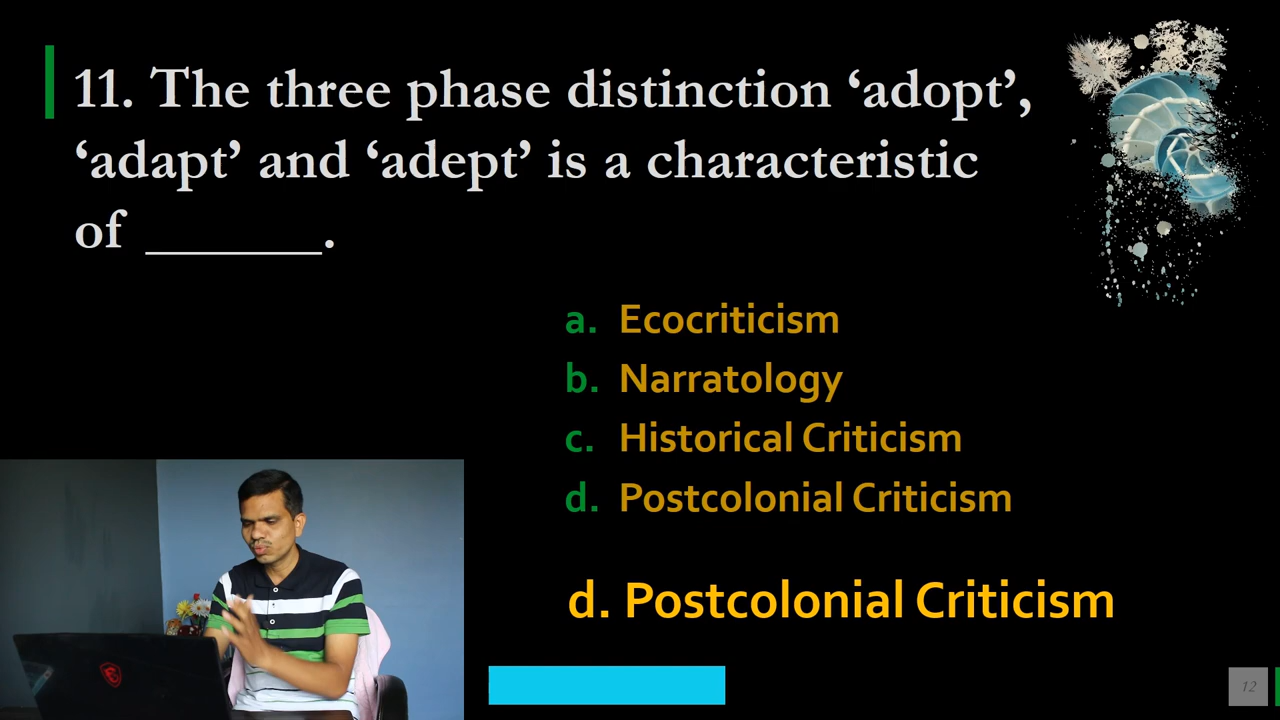 11. The three phase distinction ‘adopt’,
‘adapt’ and ‘adept’ is a characteristic
of _______.
a. Ecocriticism
b. Narratology
c. Historical Criticism
d. Postcolonial Criticism
d. Postcolonial Criticism
12